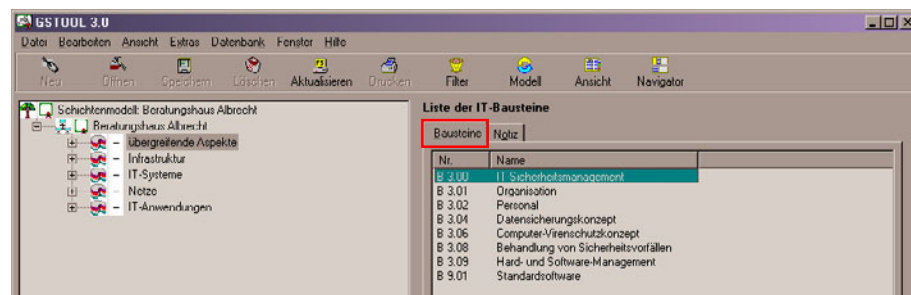 GSTOOL 3.0
Datei Bearbeiten Ansicht Extras Datenbank Fenster Hilfe
Neu Öffnen Speichern Löschen Aktualisieren Drucken Filter Modell Ansicht Navigator
Schichtenmodell: Beratungshaus Albrecht
Beratungshaus Albrecht
übergreifende Aspekte
Infrastruktur
IT-Systeme
Netze
IT-Anwendungen
Liste der IT-Bausteine
Bausteine Notiz
Nr. Name
B 3.00 IT-Sicherheitsmanagement
B 3.01 Organisation
B 3.02 Personal
B 3.04 Datensicherungskonzept
B 3.06 Computer-Virenschutzkonzept
B 3.08 Behandlung von Sicherheitsvorfällen
B 3.09 Hard- und Software-Management
B 9.01 Standardsoftware